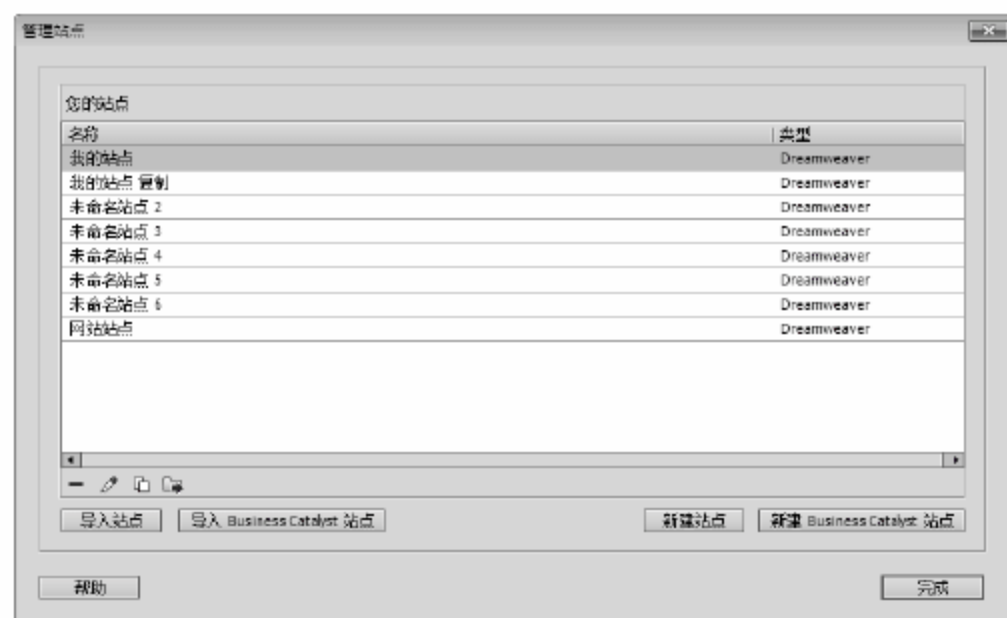 管理站点
您的站点
名称 类型
我的站点 Dreamweaver
我的站点 复制 Dreamweaver
未命名站点 2 Dreamweaver
未命名站点 3 Dreamweaver
未命名站点 4 Dreamweaver
未命名站点 5 Dreamweaver
未命名站点 6 Dreamweaver
网站站点 Dreamweaver
导入站点 导入 Business Catalyst 站点 新建站点 新建 Business Catalyst 站点
帮助 完成